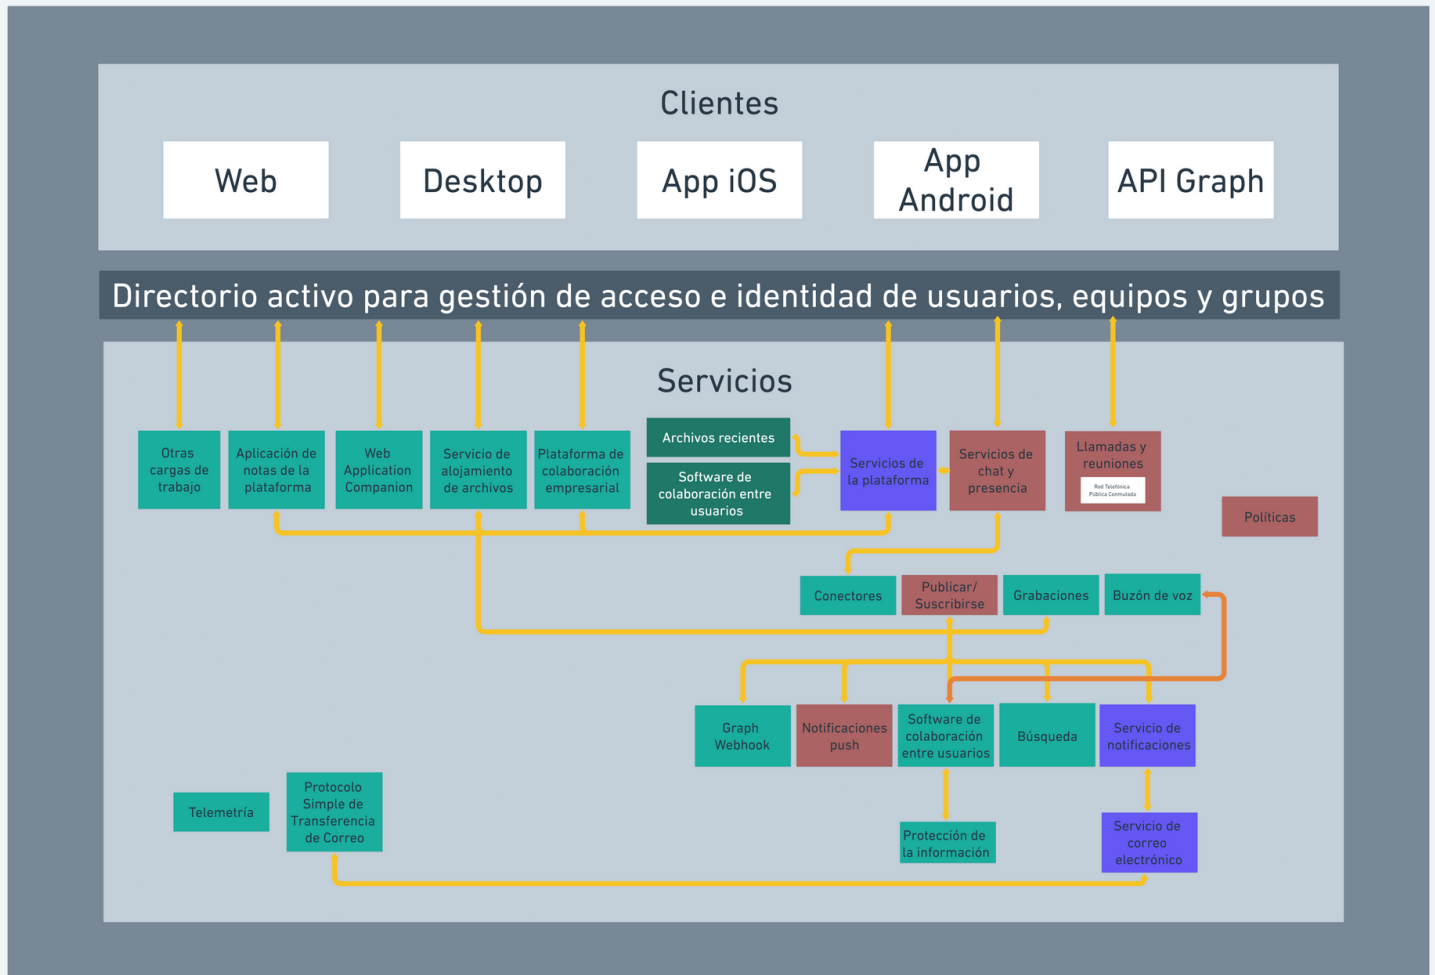 Clientes
Web
Desktop
App iOS
App
Android
API Graph
Directorio activo para gestión de acceso e identidad de usuarios, equipos y grupos
Servicios
Otras
cargas de
trabajo
Aplicación de
notas de la
plataforma
Web
Application
Companion
Servicio de
alojamiento
de archivos
Plataforma de
colaboración
empresarial
Archivos recientes
Software de
colaboración entre
usuarios
Servicios de
la plataforma
Servicios de
chat y
presencia
Llamadas y
reuniones
Red Telefónica
Pública Conmutada
Políticas
Conectores
Publicar/
Suscribirse
Grabaciones
Buzón de voz
Graph
Webhook
Notificaciones
push
Software de
colaboración
entre usuarios
Búsqueda
Servicio de
notificaciones
Telemetría
Protocolo
Simple de
Transferencia
de Correo
Protección de
la información
Servicio de
correo
electrónico